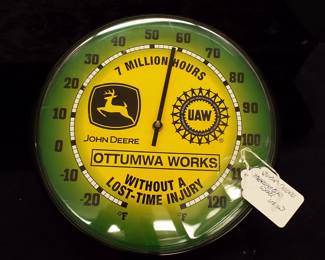 7 MILLION HOURS
JOHN DEERE
UAW
OTTUMWA WORKS
WITHOUT A
LOST-TIME INJURY
-20
-10
0
10
20
30
40
50
60
70
80
90
100
110
120
°F
°F